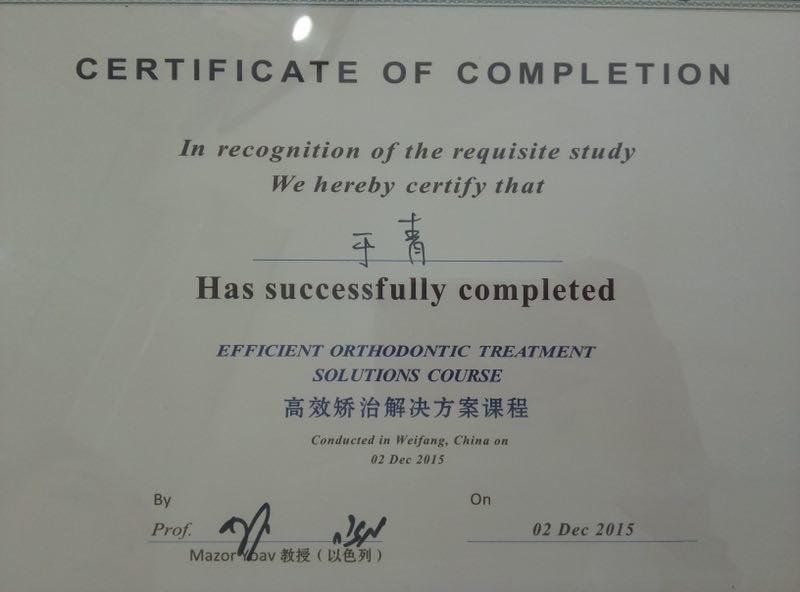 CERTIFICATE OF COMPLETION
In recognition of the requisite study
We hereby certify that
于青
Has successfully completed
EFFICIENT ORTHODONTIC TREATMENT
SOLUTIONS COURSE
高效矫治解决方案课程
Conducted in Weifang, China on
02 Dec 2015
By
On
Prof.
02 Dec 2015
Mazor Yoav 教授（以色列）